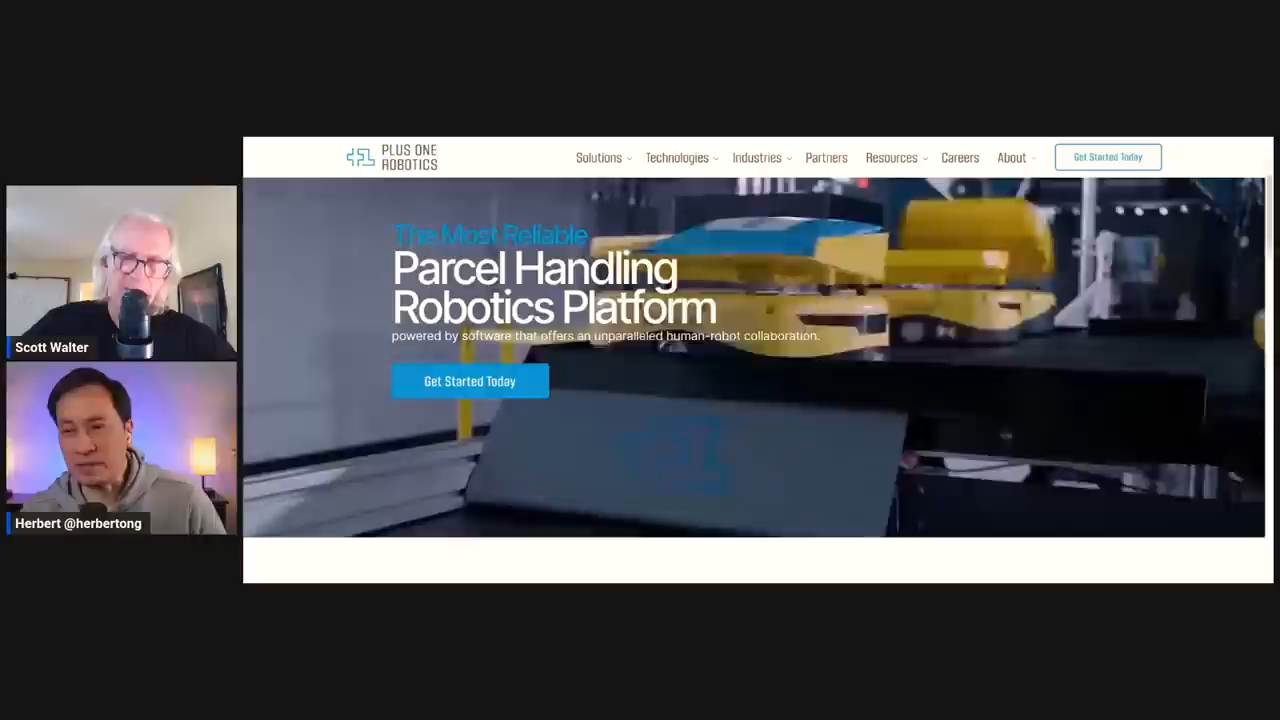 PLUS ONE
ROBOTICS
Solutions
Technologies
Industries
Partners
Resources
Careers
About
Get Started Today
The Most Reliable
Parcel Handling
Robotics Platform
powered by software that offers an unparalleled human-robot collaboration.
Get Started Today
Scott Walter
Herbert @herbertong